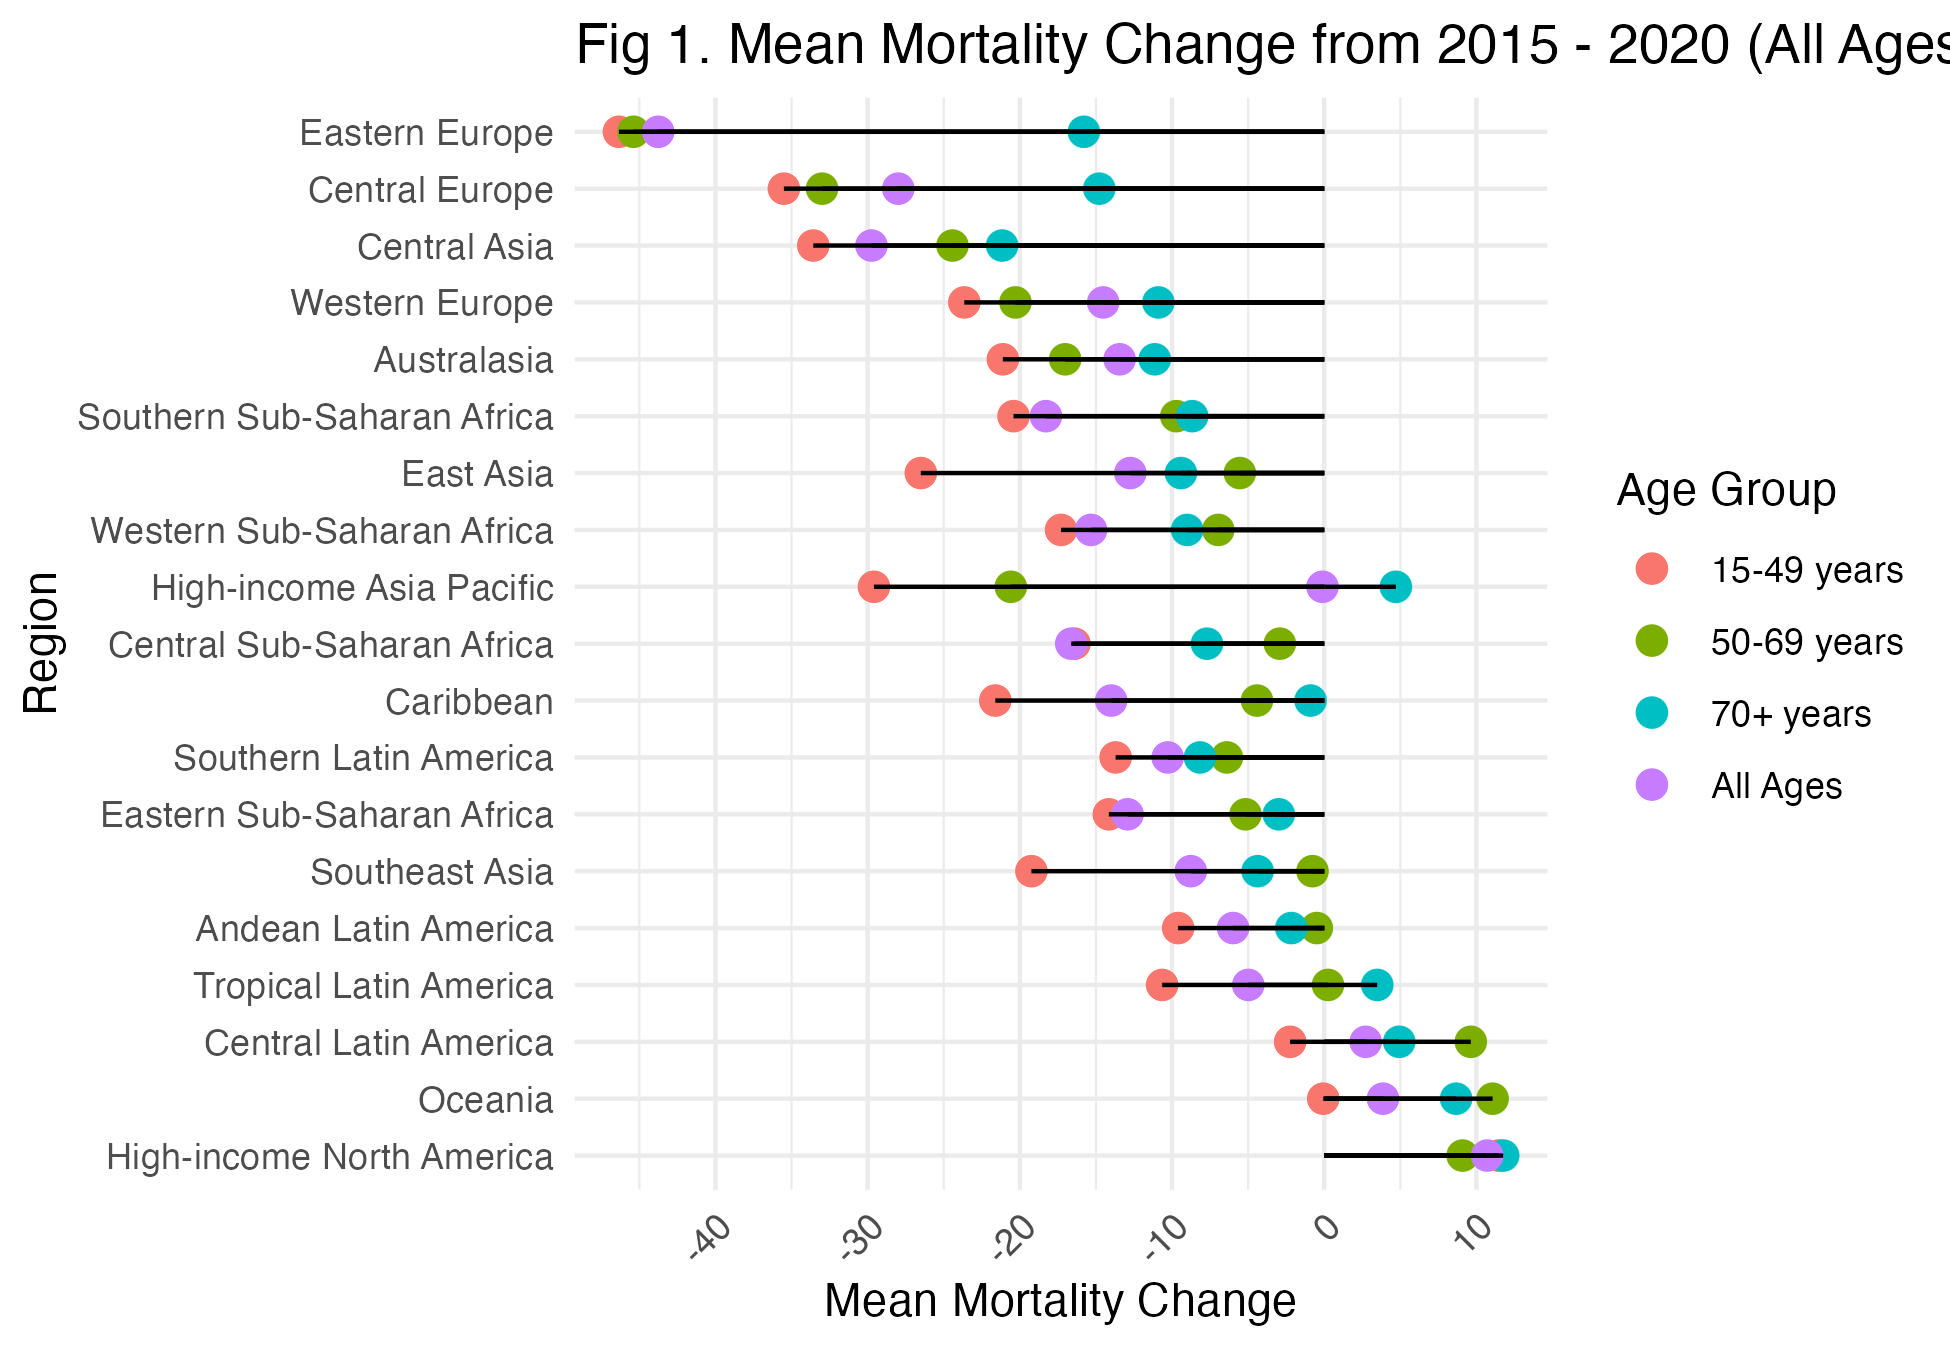 Fig 1. Mean Mortality Change from 2015 - 2020 (All Ages
Eastern Europe
Central Europe
Central Asia
Western Europe
Australasia
Southern Sub-Saharan Africa
East Asia
Western Sub-Saharan Africa
High-income Asia Pacific
Central Sub-Saharan Africa
Caribbean
Southern Latin America
Eastern Sub-Saharan Africa
Southeast Asia
Andean Latin America
Tropical Latin America
Central Latin America
Oceania
High-income North America
Region
-40
-30
-20
-10
0
10
Mean Mortality Change
Age Group
15-49 years
50-69 years
70+ years
All Ages